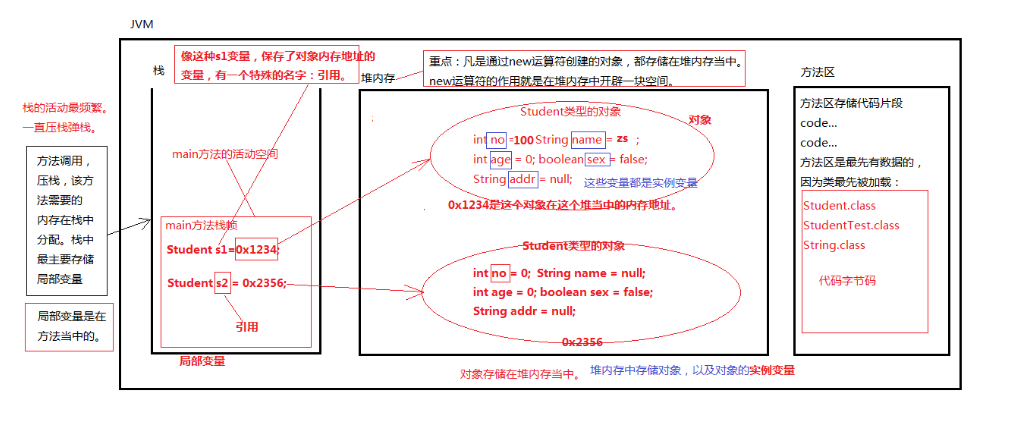 JVM
像这种s1变量，保存了对象内存地址的
变量，有一个特殊的名字：引用。
栈
堆内存
重点：凡是通过new运算符创建的对象，都存储在堆内存当中。
new运算符的作用就是在堆内存中开辟一块空间。
方法区
栈的活动最频繁。
一直压栈弹栈。
方法调用，
压栈，该方
法需要的
内存在栈中
分配。栈中
最主要存储
局部变量
局部变量是在
方法当中的。
main方法的活动空间
main方法栈帧
Student s1=0x1234;
Student s2 = 0x2356;
引用
局部变量
Student类型的对象
对象
int no =100 String name = zs ;
int age = 0; boolean sex = false;
String addr = null;
这些变量都是实例变量
0x1234是这个对象在这个堆当中的内存地址。
Student类型的对象
int no = 0; String name = null;
int age = 0; boolean sex = false;
String addr = null;
0x2356
对象存储在堆内存当中。
堆内存中存储对象，以及对象的实例变量
方法区存储代码片段
code...
code...
方法区是最先有数据的，
因为类最先被加载：
Student.class
StudentTest.class
String.class
代码字节码